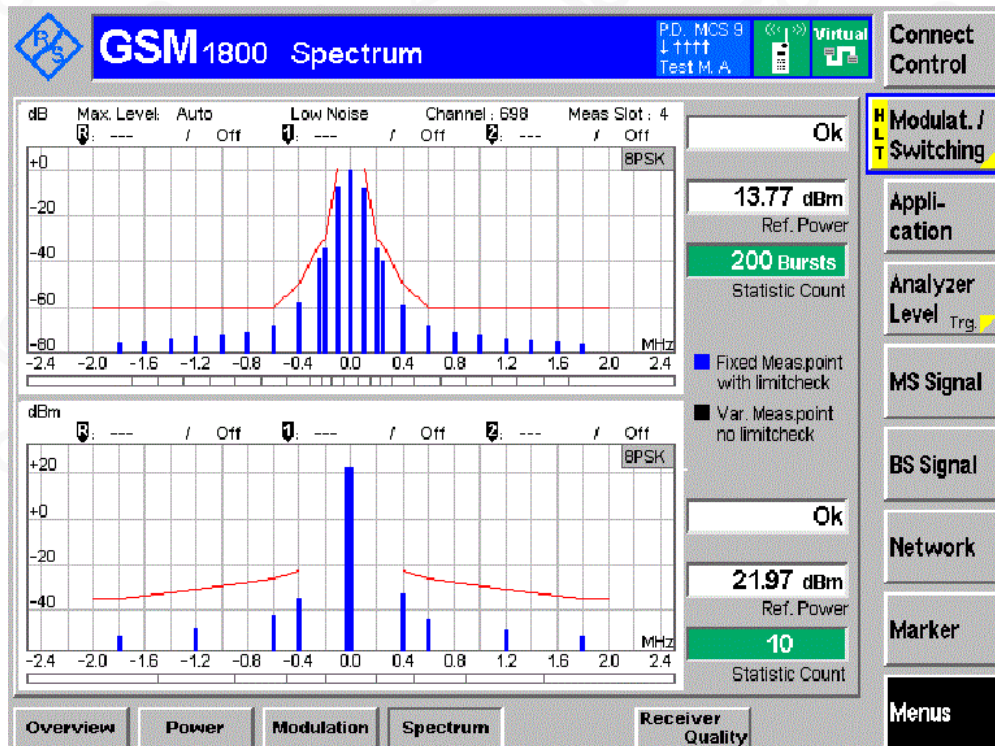 R S
GSM 1800 Spectrum
P.D. MCS 9
Test M. A.
Virtual
Connect Control
dB Max. Level: Auto Low Noise Channel : 698 Meas Slot : 4
R: --- / Off 1: --- / Off 2: --- / Off
8PSK
+0
-20
-40
-60
-80
MHz
-2.4 -2.0 -1.6 -1.2 -0.8 -0.4 0.0 0.4 0.8 1.2 1.6 2.0 2.4
Ok
13.77 dBm
Ref. Power
200 Bursts
Statistic Count
Fixed Meas.point
with limitcheck
Var. Meas.point
no limitcheck
dBm
R: --- / Off 1: --- / Off 2: --- / Off
8PSK
+20
+0
-20
-40
MHz
-2.4 -2.0 -1.6 -1.2 -0.8 -0.4 0.0 0.4 0.8 1.2 1.6 2.0 2.4
Ok
21.97 dBm
Ref. Power
10
Statistic Count
HLT
Modulat. /
Switching
Appli-
cation
Analyzer
Level Trg.
MS Signal
BS Signal
Network
Marker
Menus
Overview Power Modulation Spectrum Receiver
Quality